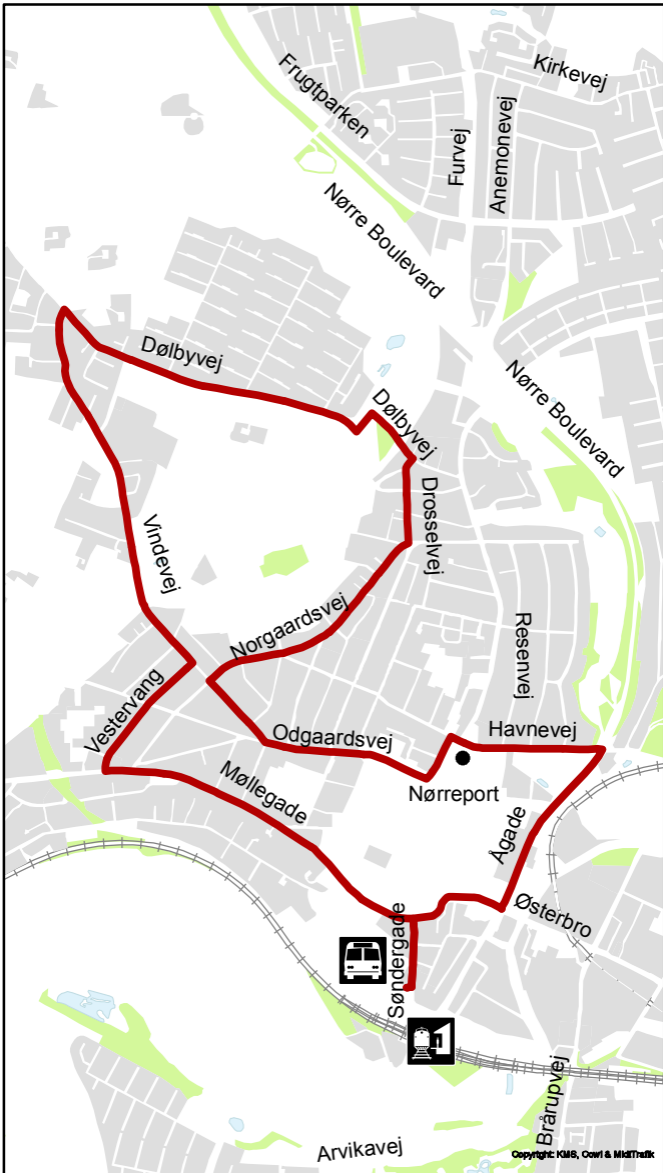 Kirkevej
Frugtparken
Furvej
Anemonevej
Nørre Boulevard
Dølbyvej
Nørre Boulevard
Dølbyvej
Drosselvej
Vindevej
Norgaardsvej
Resenvej
Vestervang
Odgaardsvej
Havnevej
Møllegade
Nørreport
Ågade
Østerbro
Søndergade
Brårupvej
Arvikavej
Copyright: KMS, Cowi & MidtTrafik